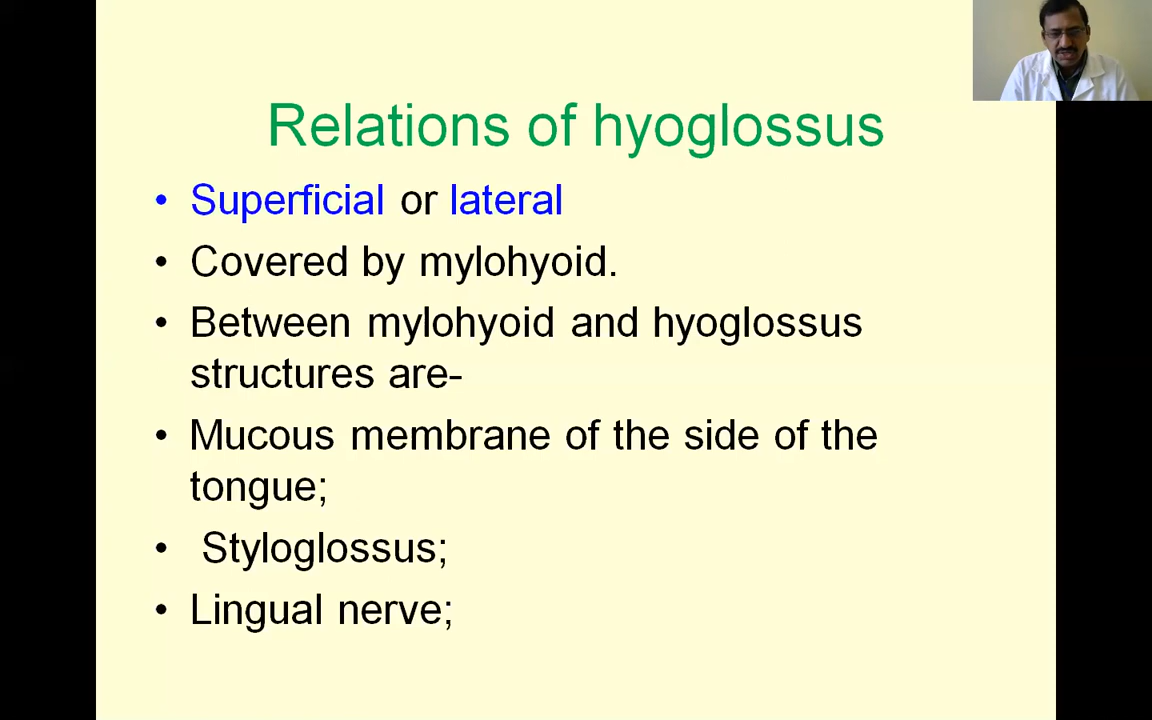 Relations of hyoglossus
• Superficial or lateral
• Covered by mylohyoid.
• Between mylohyoid and hyoglossus
structures are-
• Mucous membrane of the side of the
tongue;
• Styloglossus;
• Lingual nerve;